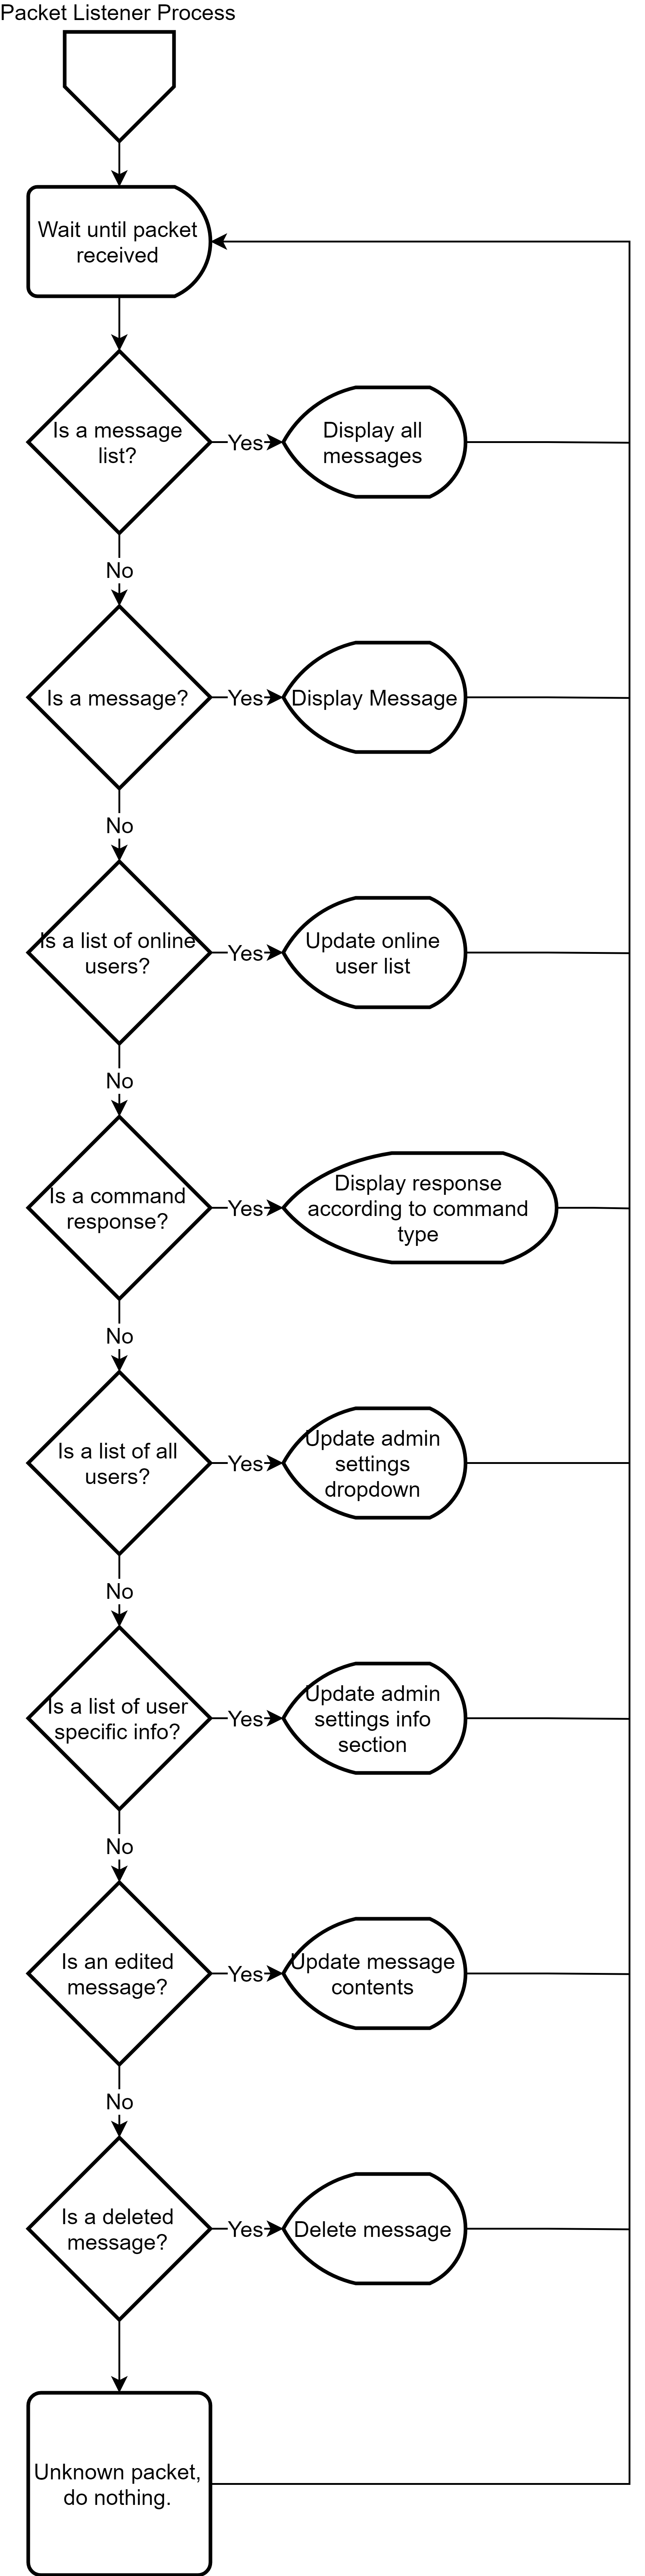 Packet Listener Process
Wait until packet
received
Is a message
list?
Yes
Display all
messages
No
Is a message?
Yes
Display Message
No
Is a list of online
users?
Yes
Update online
user list
No
Is a command
response?
Yes
Display response
according to command
type
No
Is a list of all
users?
Yes
Update admin
settings
dropdown
No
Is a list of user
specific info?
Yes
Update admin
settings info
section
No
Is an edited
message?
Yes
Update message
contents
No
Is a deleted
message?
Yes
Delete message
Unknown packet,
do nothing.